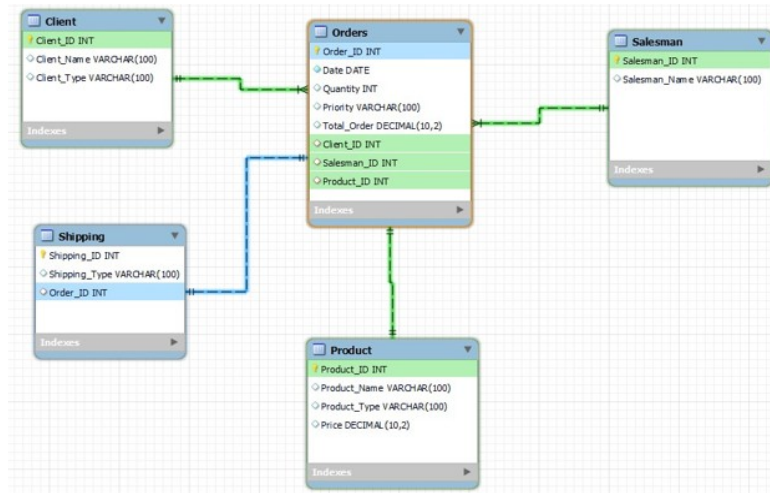 Client
Client_ID INT
Client_Name VARCHAR(100)
Client_Type VARCHAR(100)
Indexes
Orders
Order_ID INT
Date DATE
Quantity INT
Priority VARCHAR(100)
Total_Order DECIMAL(10,2)
Client_ID INT
Salesman_ID INT
Product_ID INT
Indexes
Salesman
Salesman_ID INT
Salesman_Name VARCHAR(100)
Indexes
Shipping
Shipping_ID INT
Shipping_Type VARCHAR(100)
Order_ID INT
Indexes
Product
Product_ID INT
Product_Name VARCHAR(100)
Product_Type VARCHAR(100)
Price DECIMAL(10,2)
Indexes